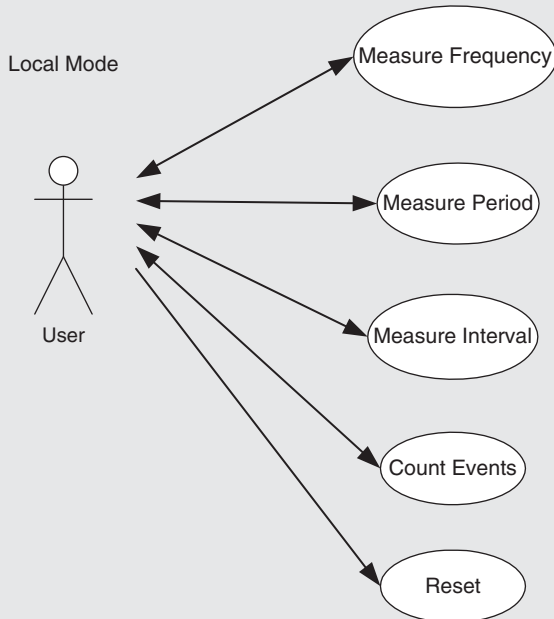 Local Mode
Measure Frequency
Measure Period
User
Measure Interval
Count Events
Reset